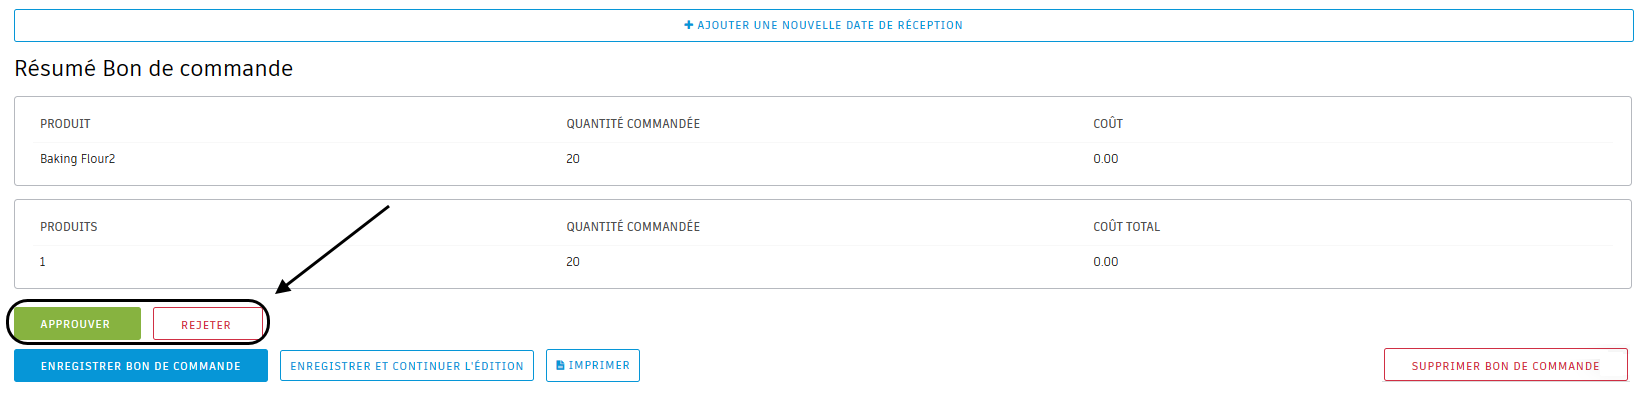 AJOUTER UNE NOUVELLE DATE DE RÉCEPTION
Résumé Bon de commande
PRODUIT QUANTITÉ COMMANDÉE COÛT
Baking Flour2 20 0.00
PRODUITS QUANTITÉ COMMANDÉE COÛT TOTAL
1 20 0.00
APPROUVER REJETER
ENREGISTRER BON DE COMMANDE ENREGISTRER ET CONTINUER L'ÉDITION IMPRIMER SUPPRIMER BON DE COMMANDE